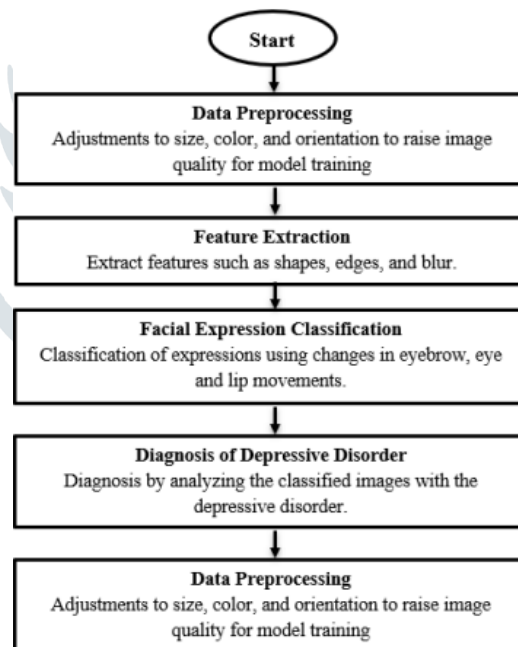 Start
Data Preprocessing
Adjustments to size, color, and orientation to raise image
quality for model training
Feature Extraction
Extract features such as shapes, edges, and blur.
Facial Expression Classification
Classification of expressions using changes in eyebrow, eye
and lip movements.
Diagnosis of Depressive Disorder
Diagnosis by analyzing the classified images with the
depressive disorder.
Data Preprocessing
Adjustments to size, color, and orientation to raise image
quality for model training